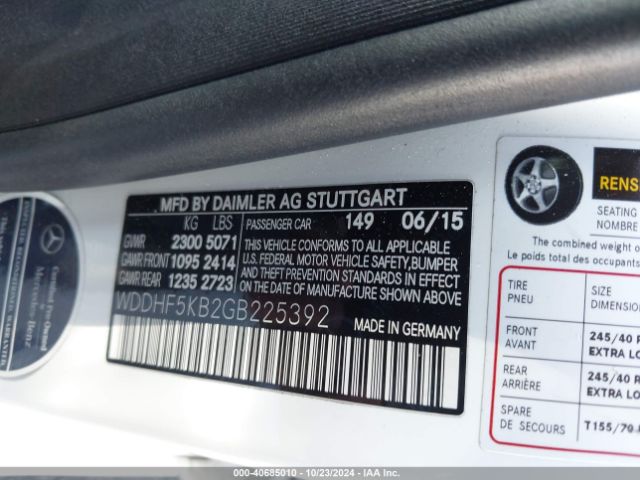 MFD BY DAIMLER AG STUTTGART
KG LBS PASSENGER CAR 149 06/15
GVWR 2300 5071
GAWR FRONT 1095 2414
GAWR REAR 1235 2723
THIS VEHICLE CONFORMS TO ALL APPLICABLE
U.S. FEDERAL MOTOR VEHICLE SAFETY, BUMPER
AND THEFT PREVENTION STANDARDS IN EFFECT
ON THE DATE OF MANUFACTURE SHOWN ABOVE.
WDDHF5KB2GB225392
MADE IN GERMANY
RENS
SEATING
NOMBRE
The combined weight o
Le poids total des occupants
TIRE SIZE
PNEU DIMENSION
FRONT 245/40 R
AVANT EXTRA LO
REAR 245/40 R
ARRIÈRE EXTRA LO
SPARE
DE SECOURS T155/70
Mercedes-Benz
000-40685010 - 10/23/2024 - IAA Inc.